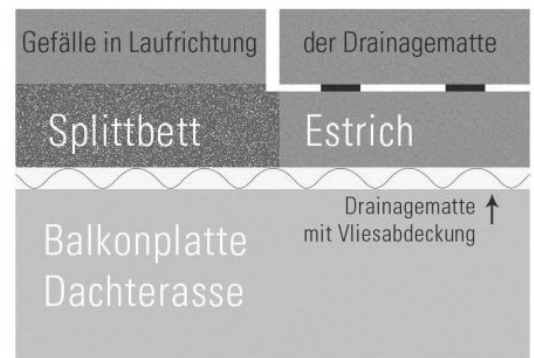 Gefälle in Laufrichtung der Drainagematte
Splittbett Estrich
Drainagematte
mit Vliesabdeckung
Balkonplatte
Dachterasse